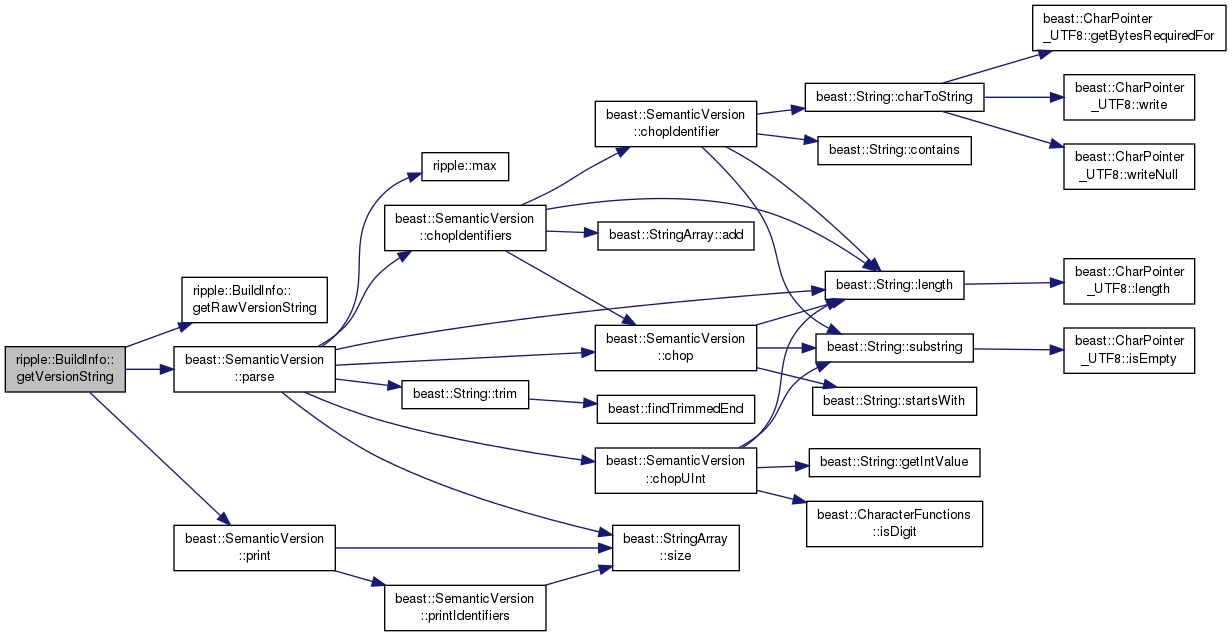 ripple::BuildInfo::
getVersionString
ripple::BuildInfo::
getRawVersionString
beast::SemanticVersion
::parse
beast::SemanticVersion
::print
ripple::max
beast::SemanticVersion
::chopIdentifiers
beast::String::trim
beast::SemanticVersion
::printIdentifiers
beast::SemanticVersion
::chopIdentifier
beast::StringArray::add
beast::SemanticVersion
::chop
beast::findTrimmedEnd
beast::SemanticVersion
::chopUInt
beast::StringArray
::size
beast::String::charToString
beast::String::contains
beast::String::length
beast::String::substring
beast::String::startsWith
beast::String::getIntValue
beast::CharacterFunctions
::isDigit
beast::CharPointer
_UTF8::getBytesRequiredFor
beast::CharPointer
_UTF8::write
beast::CharPointer
_UTF8::writeNull
beast::CharPointer
_UTF8::length
beast::CharPointer
_UTF8::isEmpty